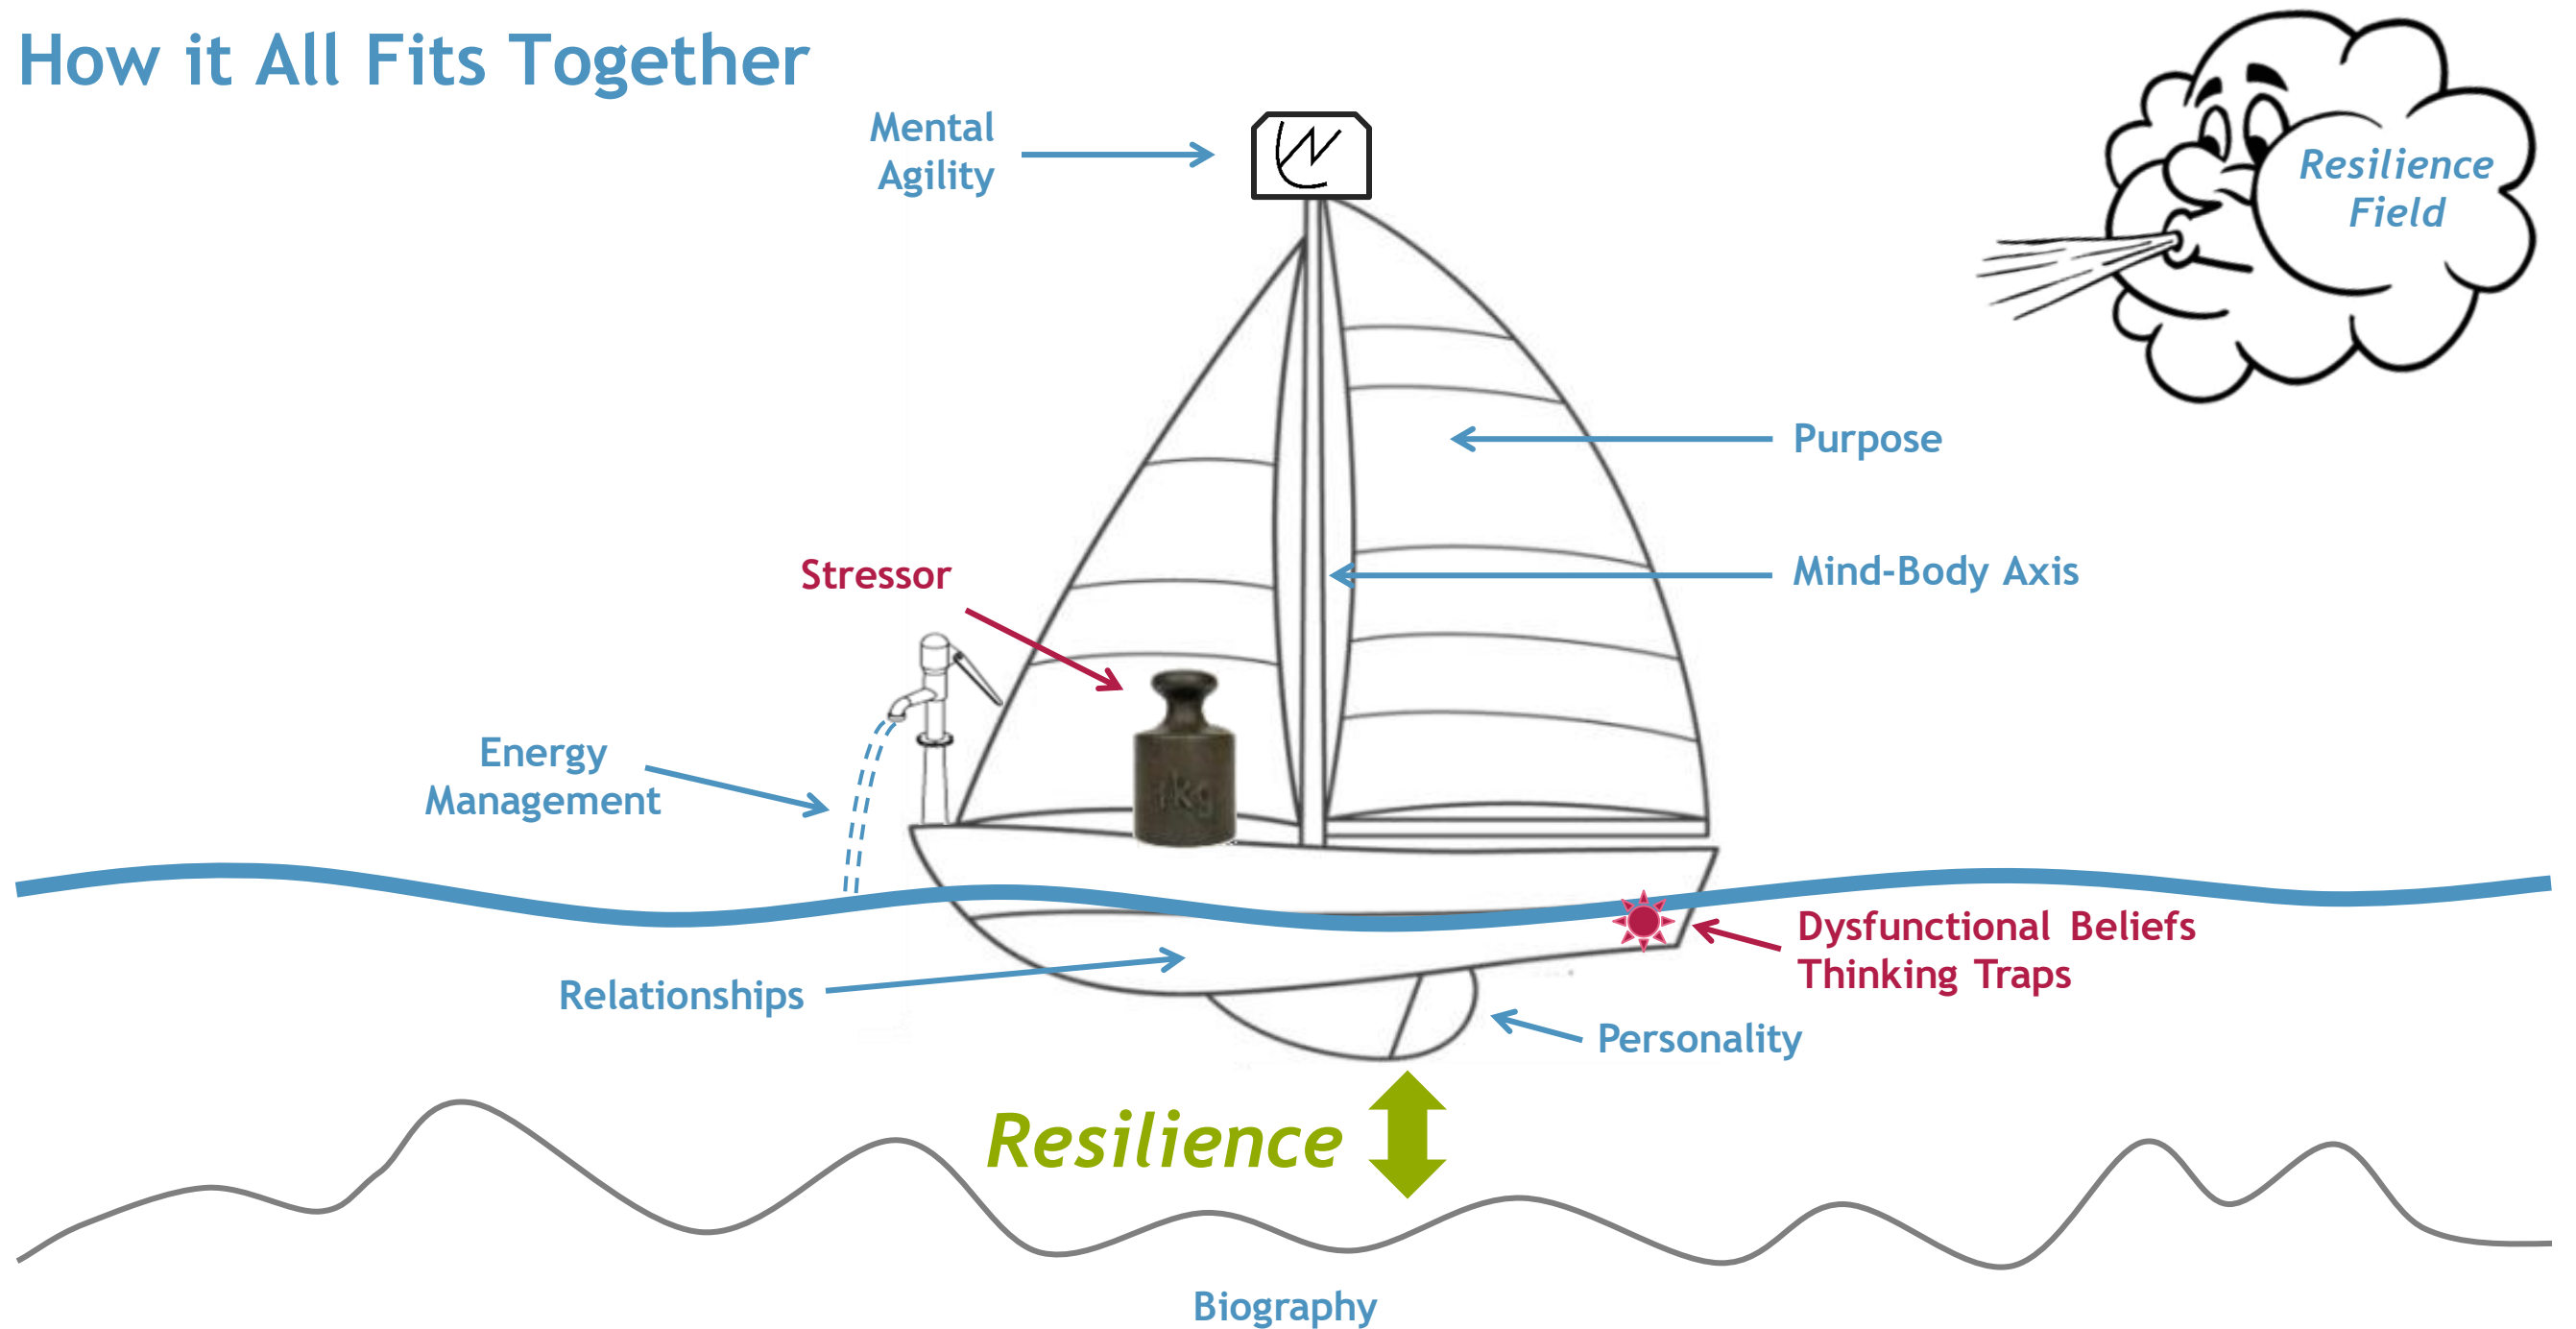 How it All Fits Together
Mental
Agility
Resilience
Field
Purpose
Stressor
Mind-Body Axis
Energy
Management
1kg
Dysfunctional Beliefs
Thinking Traps
Relationships
Personality
Resilience
Biography